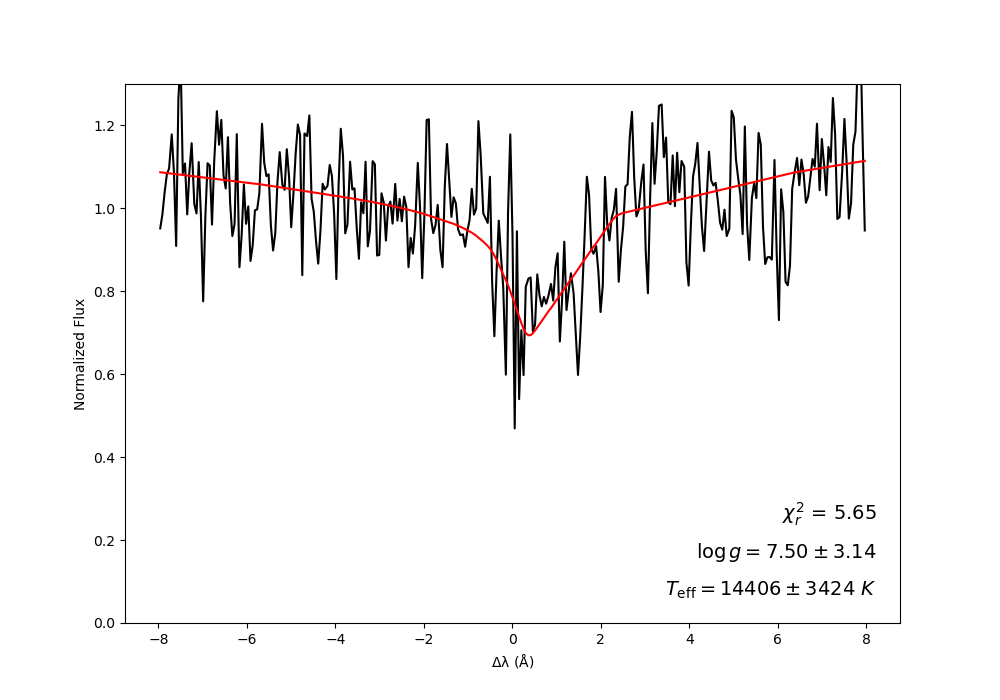 1.2
1.0
0.8
0.6
0.4
0.2
0.0
Normalized Flux
χ²ᵣ = 5.65
log g = 7.50 ± 3.14
T_eff = 14406 ± 3424 K
−8 −6 −4 −2 0 2 4 6 8
Δλ (Å)